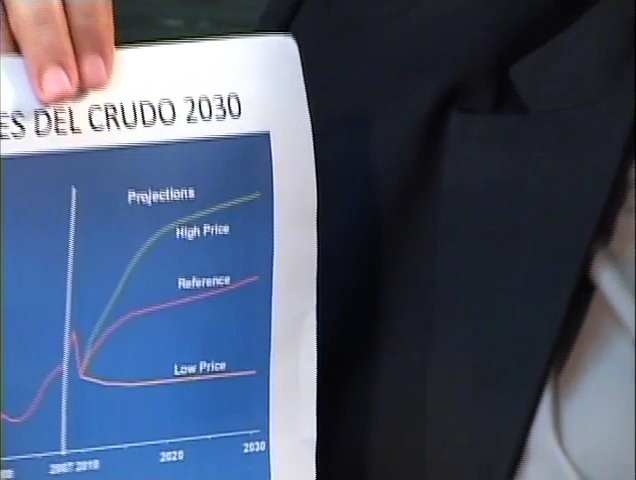 ES DEL CRUDO 2030
Projections
High Price
Reference
Low Price
2007 2010 2020 2030